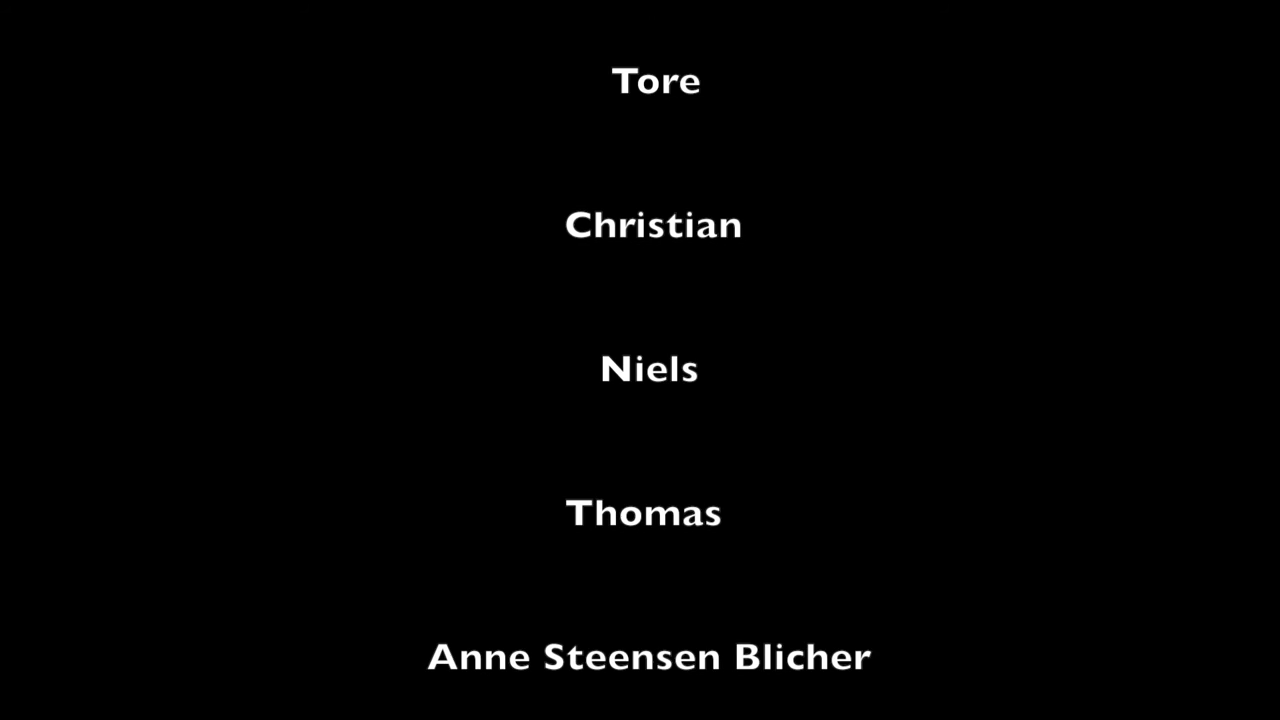 Tore
Christian
Niels
Thomas
Anne Steensen Blicher